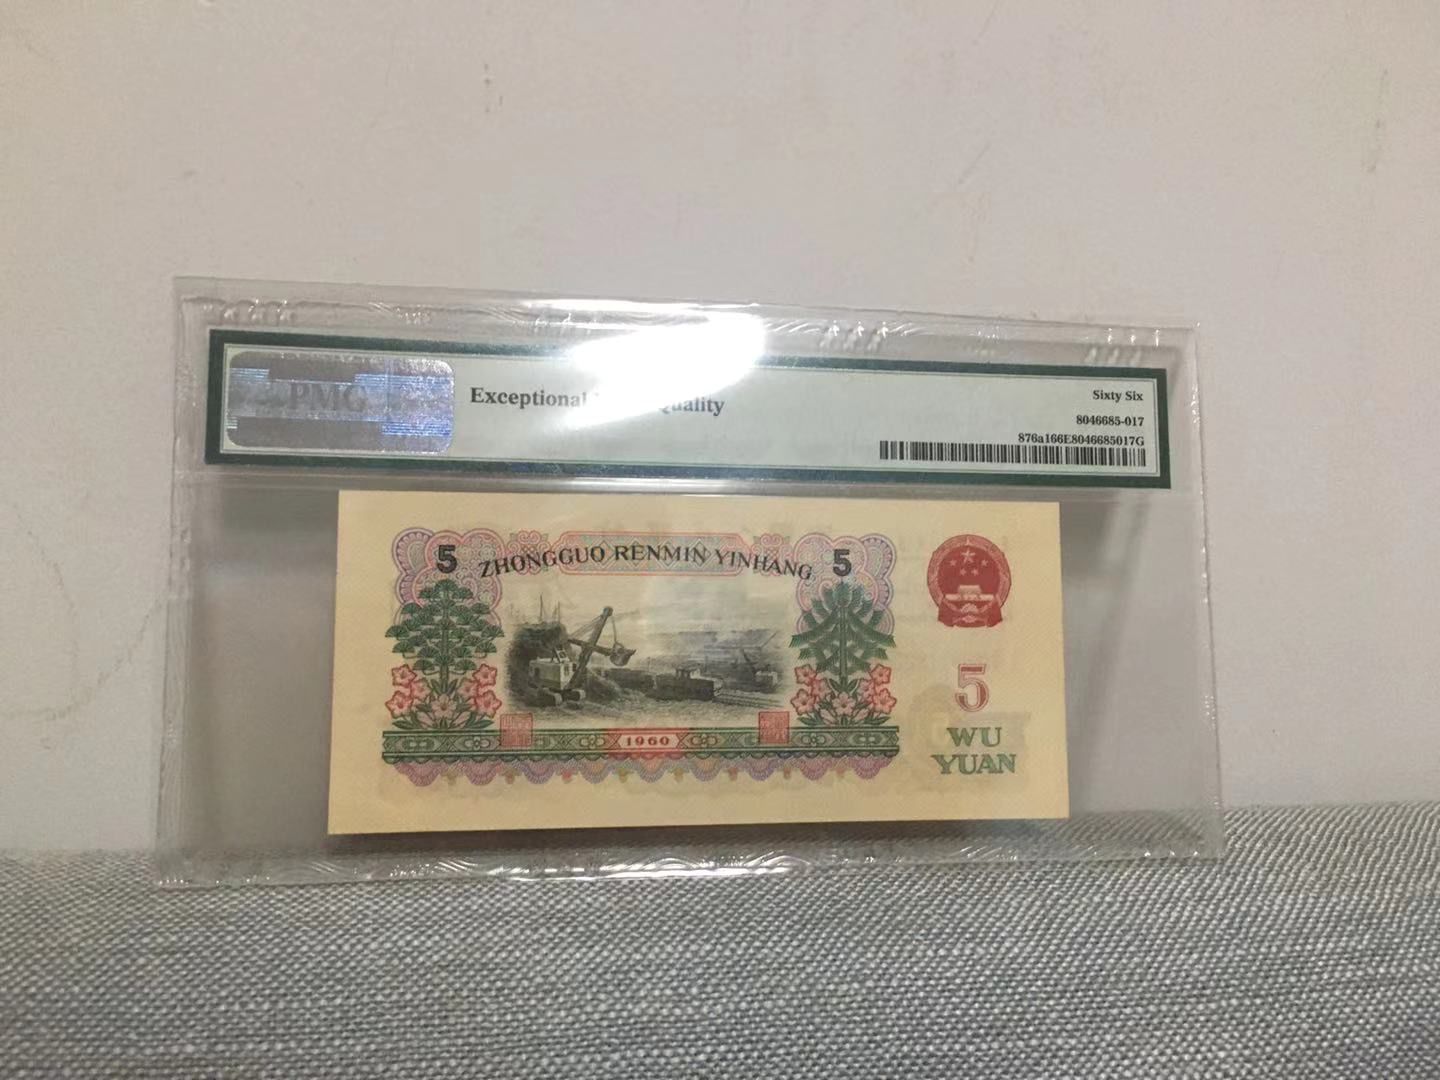 PMG
Exceptional Quality
Sixty Six
8046685-017
876a166E8046685017G
5 ZHONGGUO RENMIN YINHANG 5
5
1960
WU
YUAN